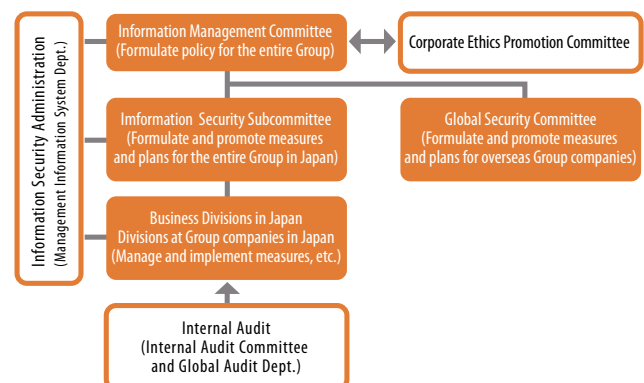 Information Security Administration
(Management Information System Dept.)
Information Management Committee
(Formulate policy for the entire Group)
Corporate Ethics Promotion Committee
Imformation Security Subcommittee
(Formulate and promote measures
and plans for the entire Group in Japan)
Global Security Committee
(Formulate and promote measures
and plans for overseas Group companies)
Business Divisions in Japan
Divisions at Group companies in Japan
(Manage and implement measures, etc.)
Internal Audit
(Internal Audit Committee
and Global Audit Dept.)